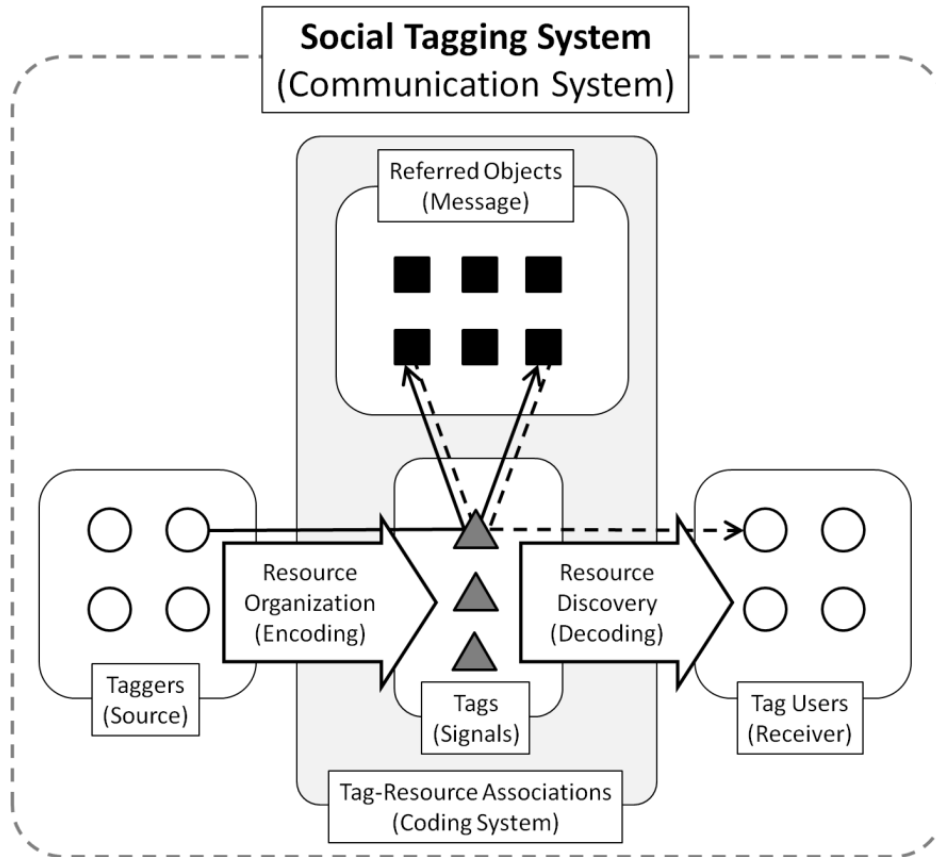 Social Tagging System
(Communication System)
Referred Objects
(Message)
Resource
Organization
(Encoding)
Resource
Discovery
(Decoding)
Taggers
(Source)
Tags
(Signals)
Tag Users
(Receiver)
Tag-Resource Associations
(Coding System)